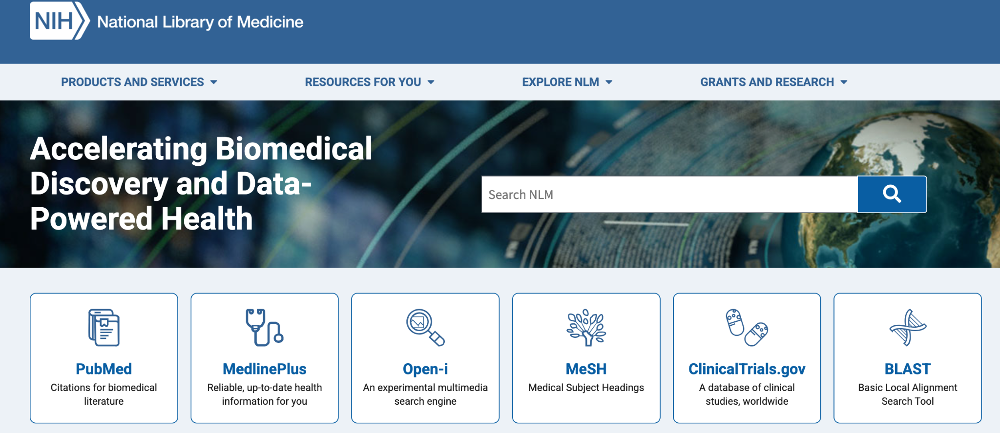 NIH National Library of Medicine
PRODUCTS AND SERVICES
RESOURCES FOR YOU
EXPLORE NLM
GRANTS AND RESEARCH
Accelerating Biomedical
Discovery and Data-
Powered Health
Search NLM
PubMed
Citations for biomedical
literature
MedlinePlus
Reliable, up-to-date health
information for you
Open-i
An experimental multimedia
search engine
MeSH
Medical Subject Headings
ClinicalTrials.gov
A database of clinical
studies, worldwide
BLAST
Basic Local Alignment
Search Tool